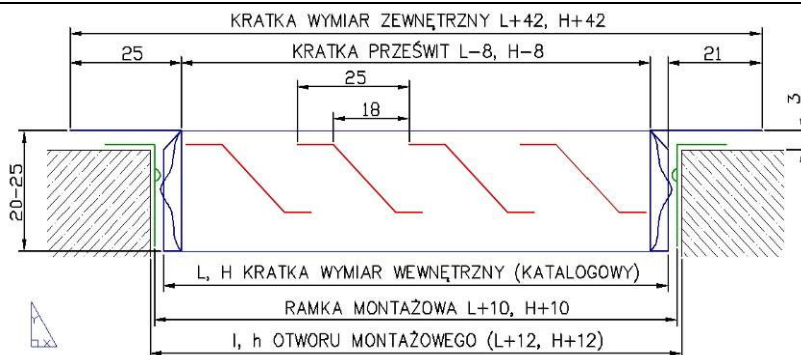 KRATKA WYMIAR ZEWNĘTRZNY L+42, H+42
25
KRATKA PRZEŚWIT L-8, H-8
21
25
18
3
20-25
L, H KRATKA WYMIAR WEWNĘTRZNY (KATALOGOWY)
RAMKA MONTAŻOWA L+10, H+10
l, h OTWORU MONTAŻOWEGO (L+12, H+12)
Y
X